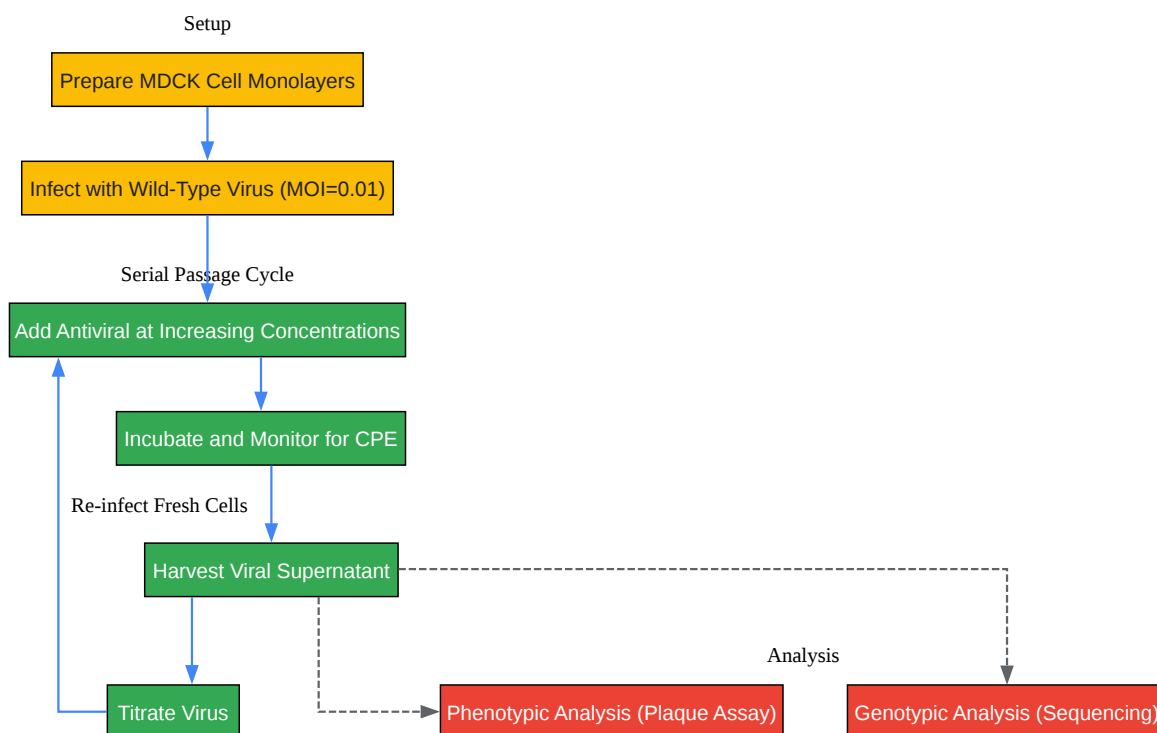 Setup
Prepare MDCK Cell Monolayers
Infect with Wild-Type Virus (MOI=0.01)
Serial Passage Cycle
Add Antiviral at Increasing Concentrations
Incubate and Monitor for CPE
Re-infect Fresh Cells
Harvest Viral Supernatant
Analysis
Titrate Virus
Phenotypic Analysis (Plaque Assay)
Genotypic Analysis (Sequencing)